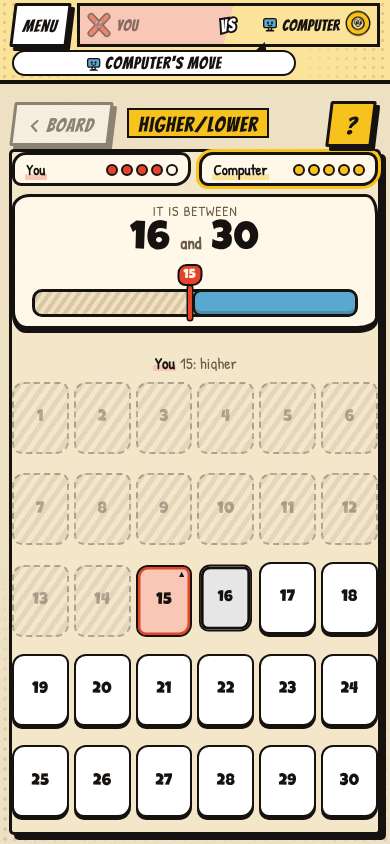 MENU
YOU
VS
COMPUTER
COMPUTER'S MOVE
< BOARD
HIGHER/LOWER
?
You
Computer
IT IS BETWEEN
16 and 30
15
You 15: higher
1 2 3 4 5 6
7 8 9 10 11 12
13 14 15 16 17 18
19 20 21 22 23 24
25 26 27 28 29 30